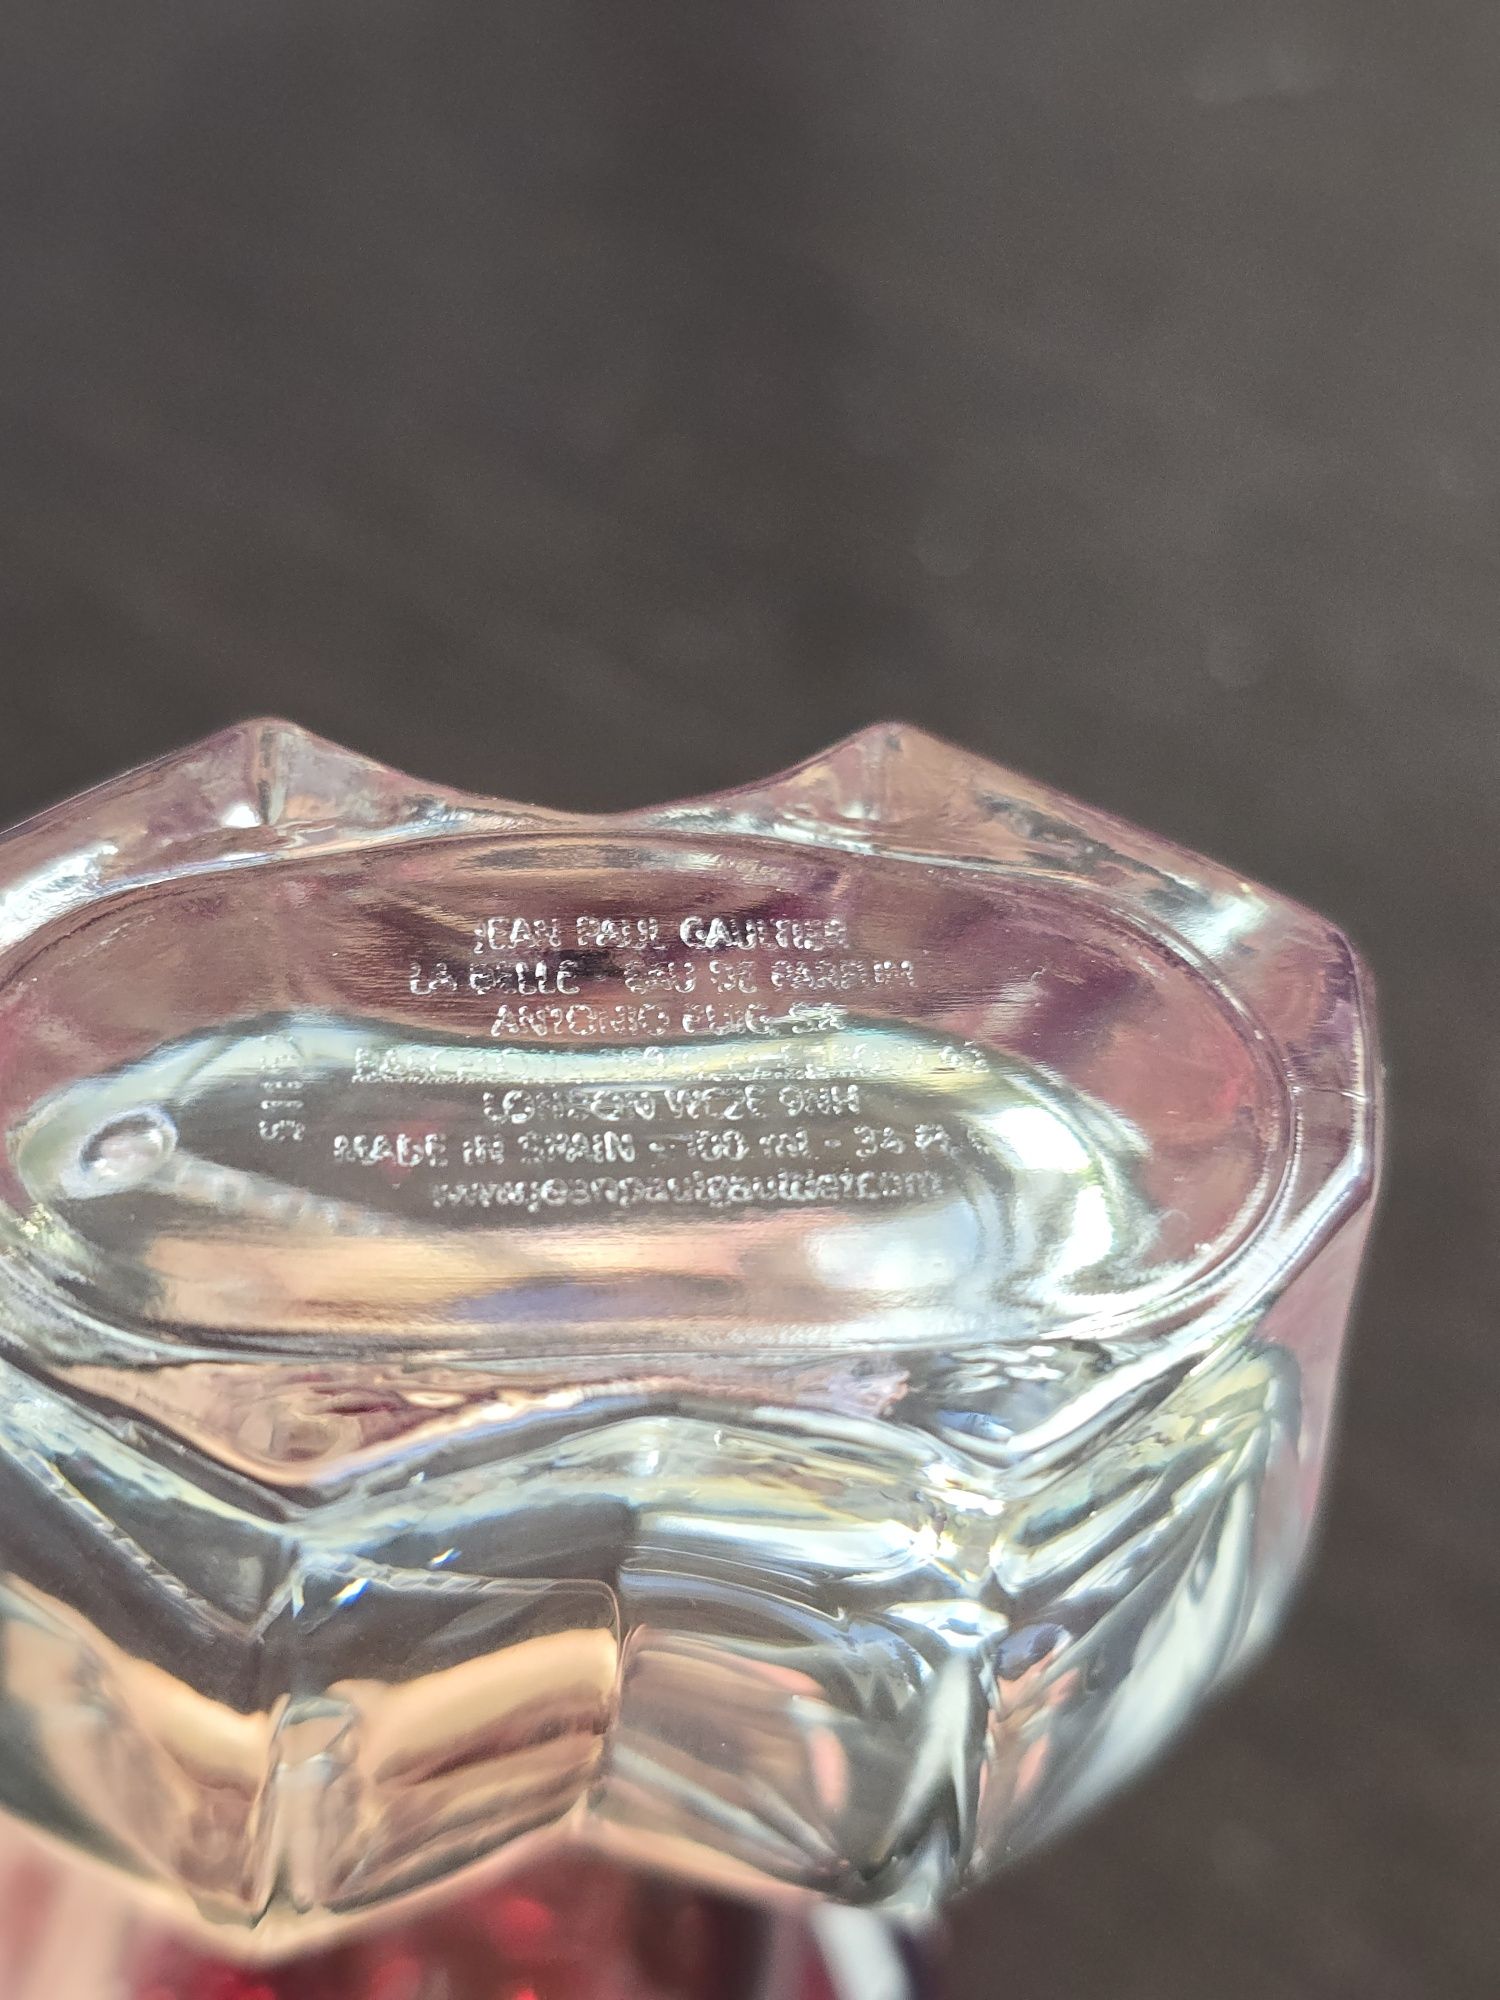 JEAN PAUL GAULTIER
LA BELLE - EAU DE PARFUM
ANTONIO PUIG SA
LONDON WC2E 9HH
MADE IN SPAIN - 100 ml - 3.4 Fl.
www.jeanpaulgaultier.com